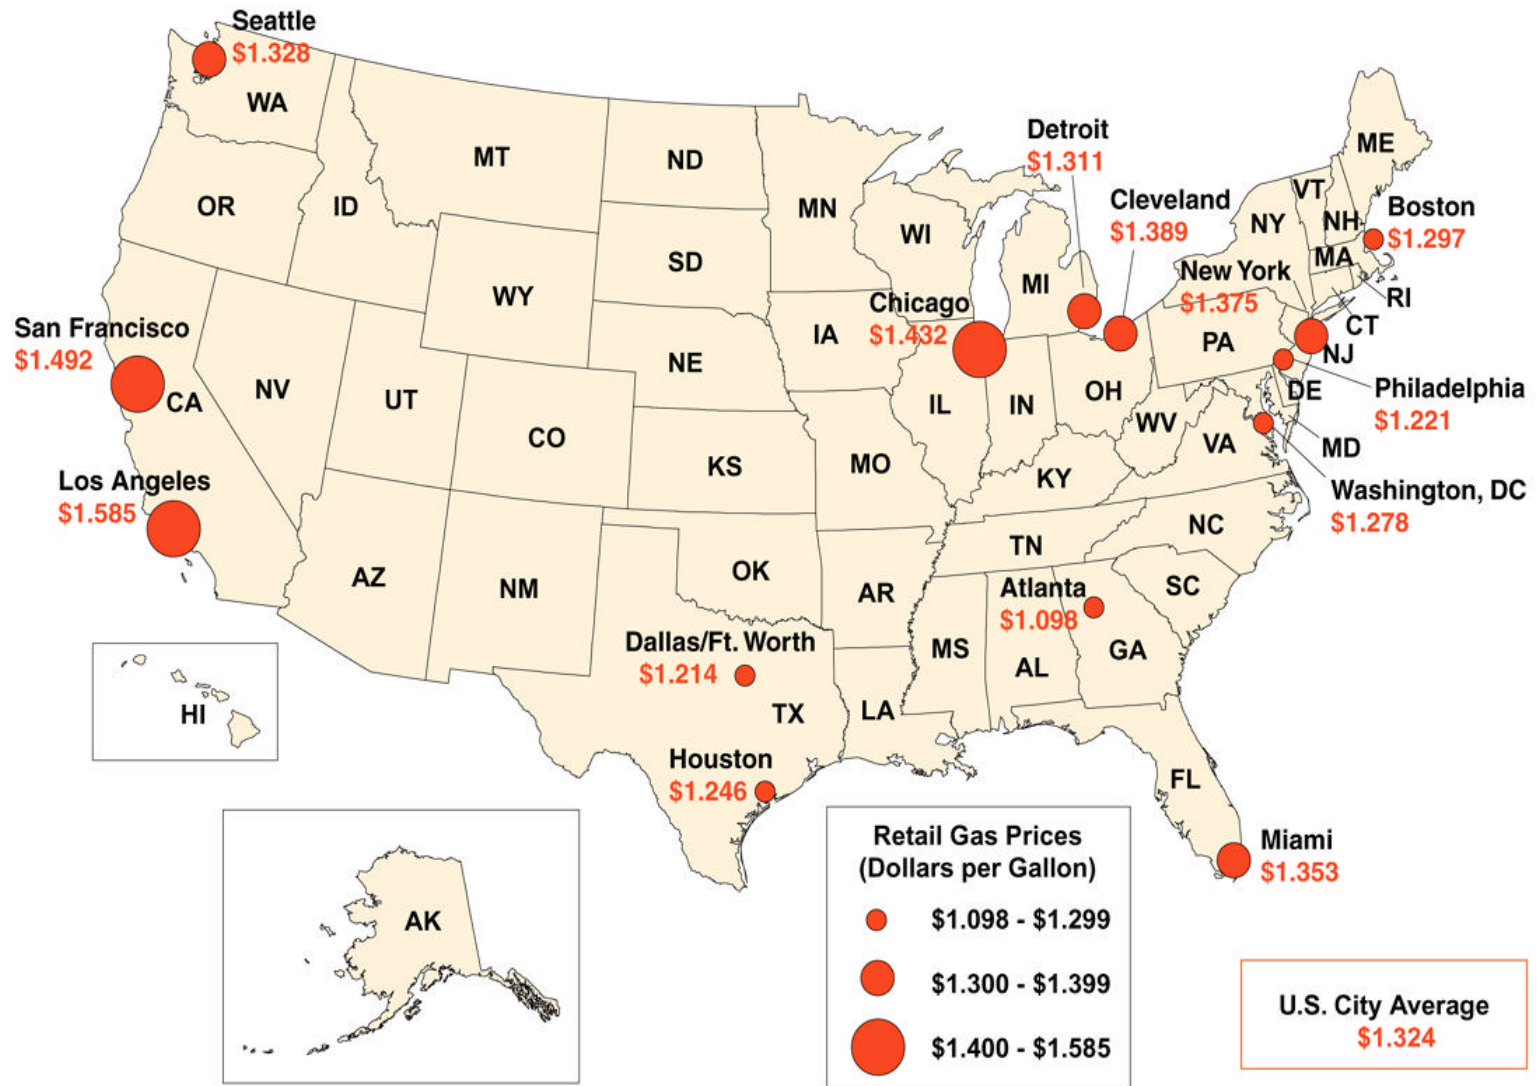 Seattle
$1.328
WA
MT
ND
OR
ID
MN
WI
SD
WY
MI
Detroit
$1.311
Cleveland
$1.389
ME
VT
NH
NY
Boston
$1.297
MA
New York
$1.375
RI
CT
Chicago
$1.432
San Francisco
$1.492
CA
NV
UT
CO
NE
IA
IL
IN
OH
PA
NJ
DE
Philadelphia
$1.221
MD
WV
VA
Washington, DC
$1.278
Los Angeles
$1.585
KS
MO
KY
NC
TN
AZ
NM
OK
AR
SC
Atlanta
$1.098
MS
AL
GA
Dallas/Ft. Worth
$1.214
TX
LA
HI
Houston
$1.246
FL
Miami
$1.353
AK
Retail Gas Prices
(Dollars per Gallon)
$1.098 - $1.299
$1.300 - $1.399
$1.400 - $1.585
U.S. City Average
$1.324